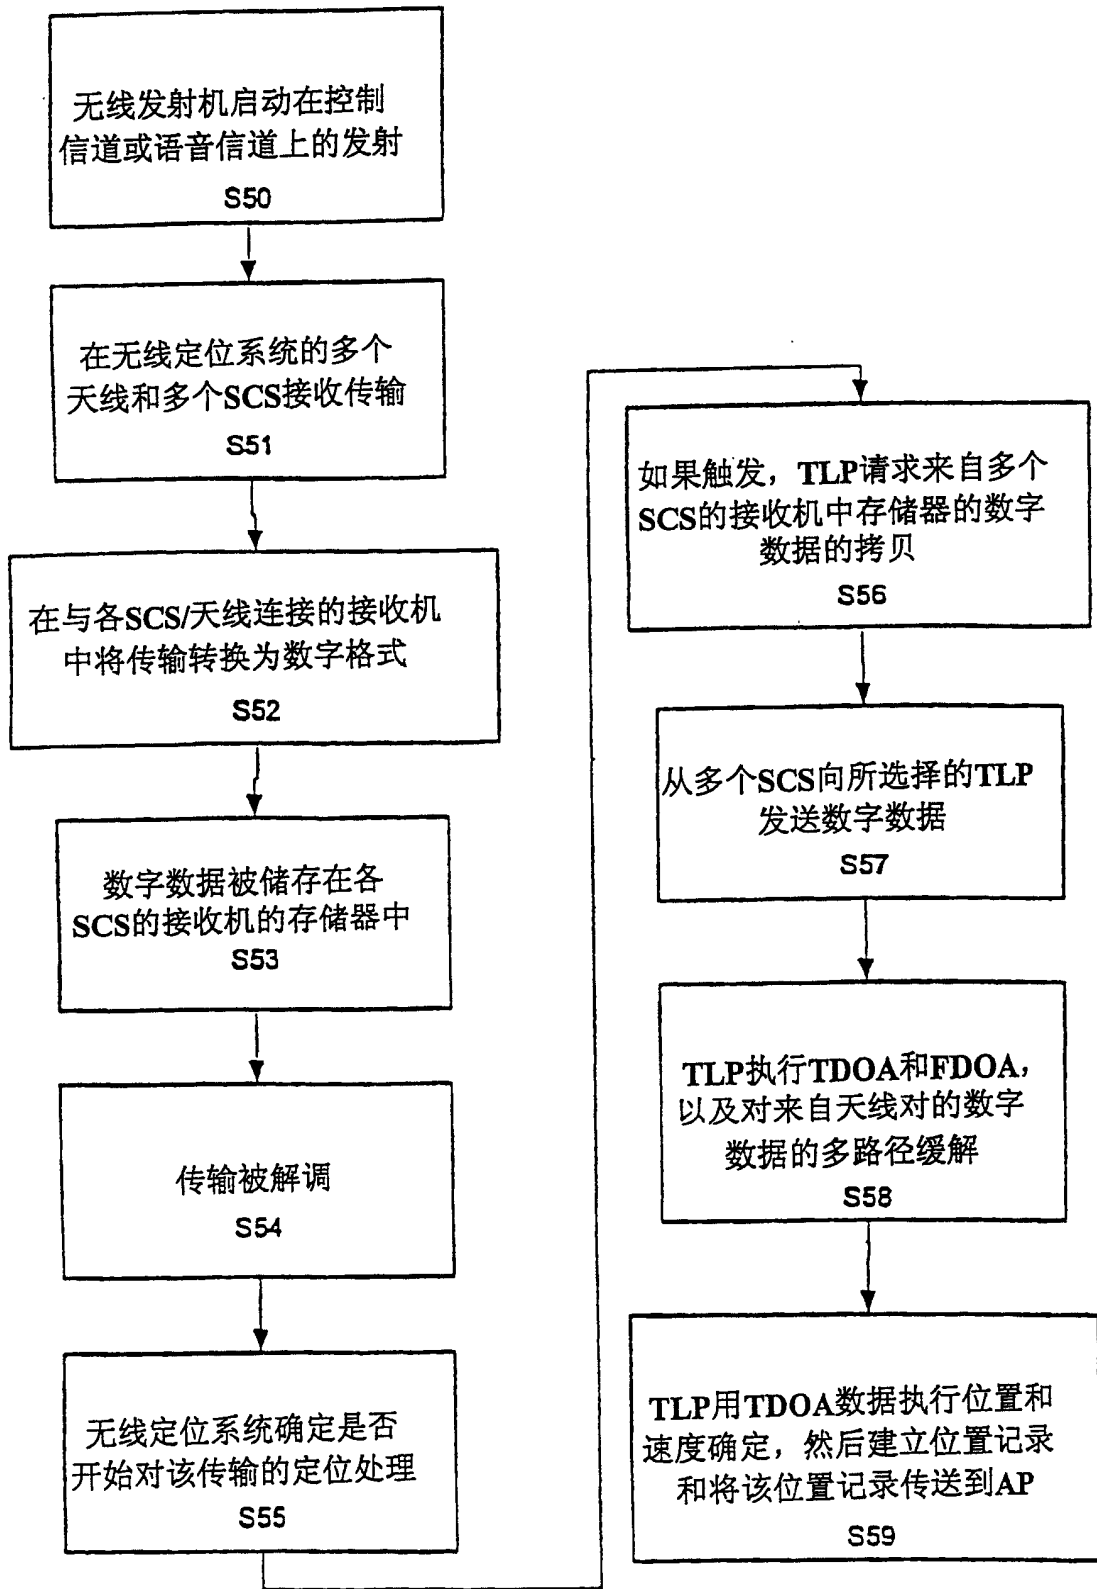 无线发射机启动在控制
信道或语音信道上的发射
S50
在无线定位系统的多个
天线和多个SCS接收传输
S51
在与各SCS/天线连接的接收机
中将传输转换为数字格式
S52
数字数据被储存在各
SCS的接收机的存储器中
S53
传输被解调
S54
无线定位系统确定是否
开始对该传输的定位处理
S55
如果触发，TLP请求来自多个
SCS的接收机中存储器的数字
数据的拷贝
S56
从多个SCS向所选择的TLP
发送数字数据
S57
TLP执行TDOA和FDOA，
以及对来自天线对的数字
数据的多路径缓解
S58
TLP用TDOA数据执行位置和
速度确定，然后建立位置记录
和将该位置记录传送到AP
S59